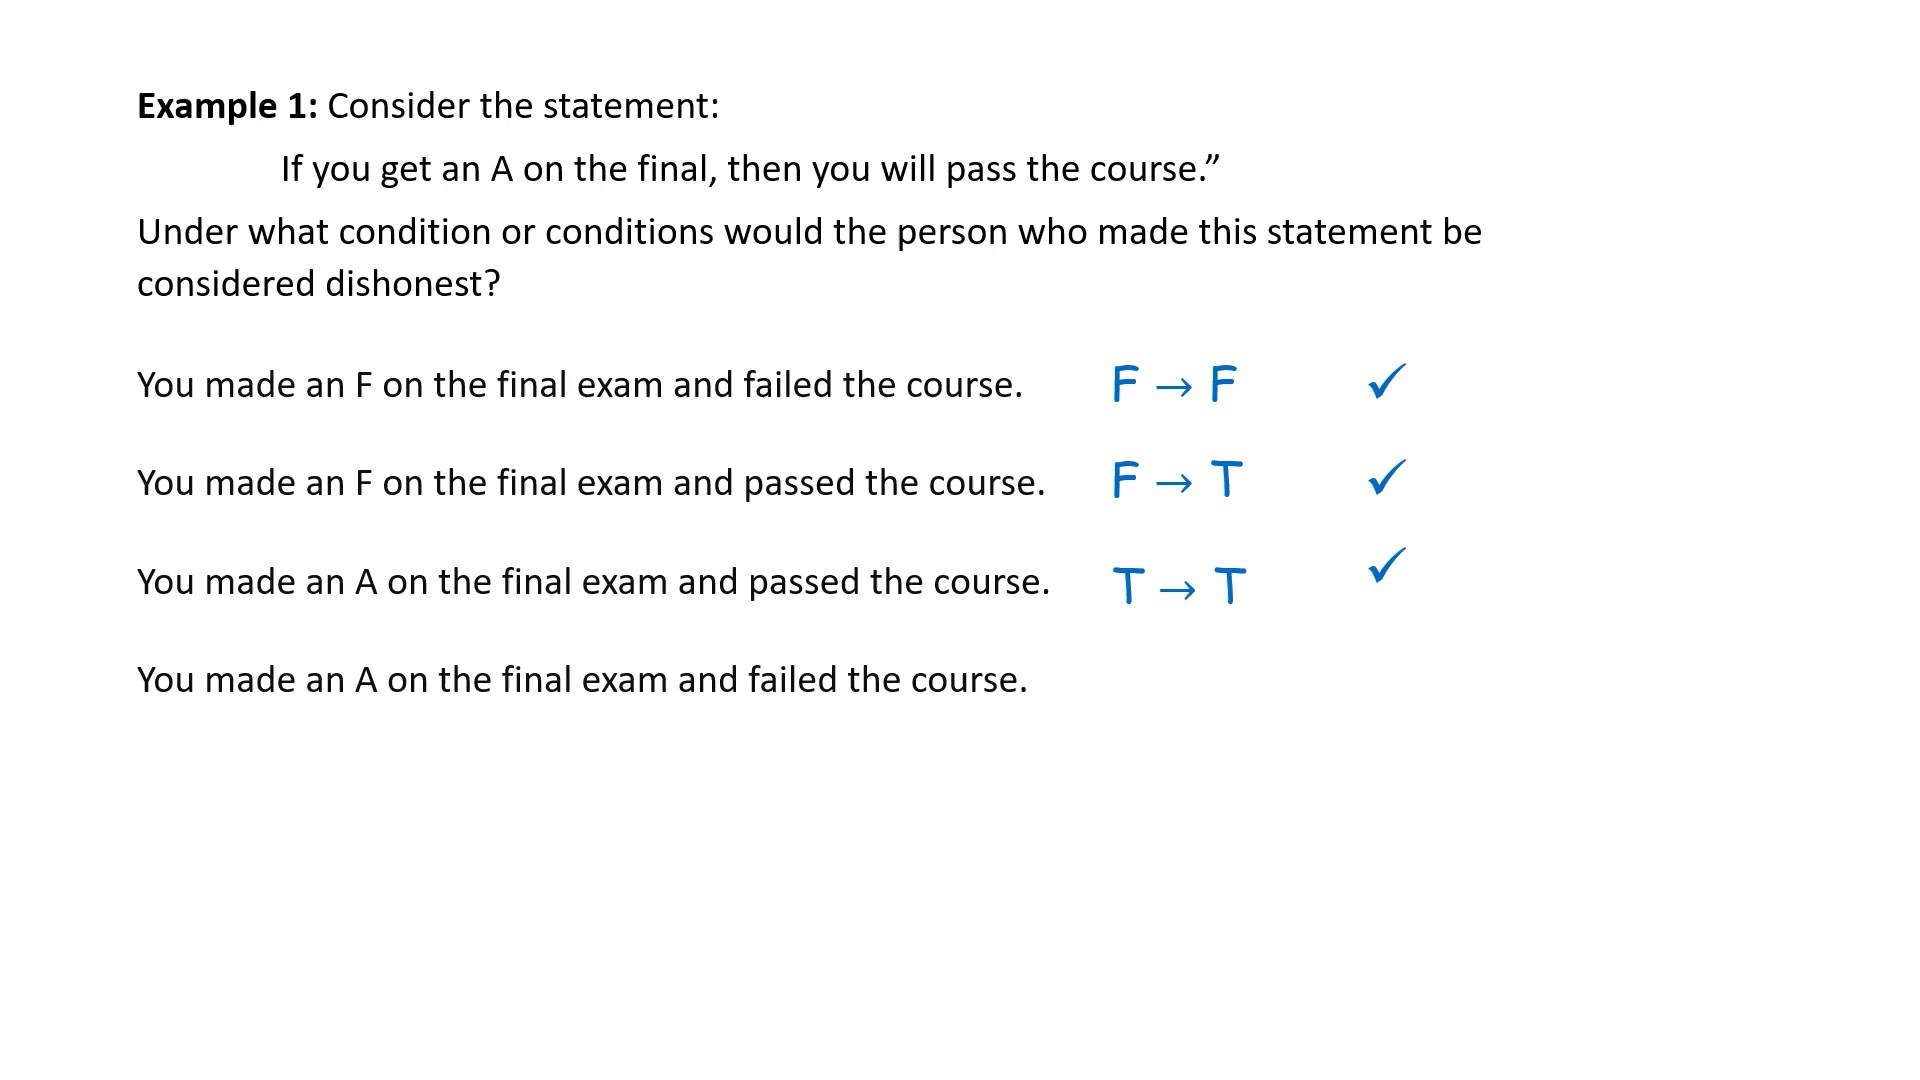 Example 1: Consider the statement:
If you get an A on the final, then you will pass the course.”
Under what condition or conditions would the person who made this statement be
considered dishonest?
You made an F on the final exam and failed the course. F → F ✓
You made an F on the final exam and passed the course. F → T ✓
You made an A on the final exam and passed the course. T → T ✓
You made an A on the final exam and failed the course.